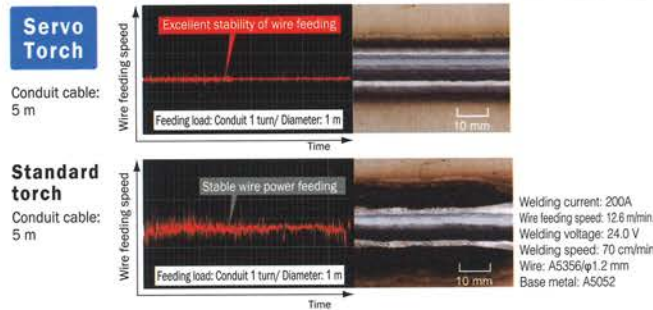 Servo
Torch
Conduit cable:
5 m
Wire feeding speed
Excellent stability of wire feeding
Feeding load: Conduit 1 turn/ Diameter: 1 m
Time
10 mm
Standard
torch
Conduit cable:
5 m
Wire feeding speed
Stable wire power feeding
Feeding load: Conduit 1 turn/ Diameter: 1 m
Time
10 mm
Welding current: 200A
Wire feeding speed: 12.6 m/min
Welding voltage: 24.0 V
Welding speed: 70 cm/min
Wire: A5356/φ1.2 mm
Base metal: A5052